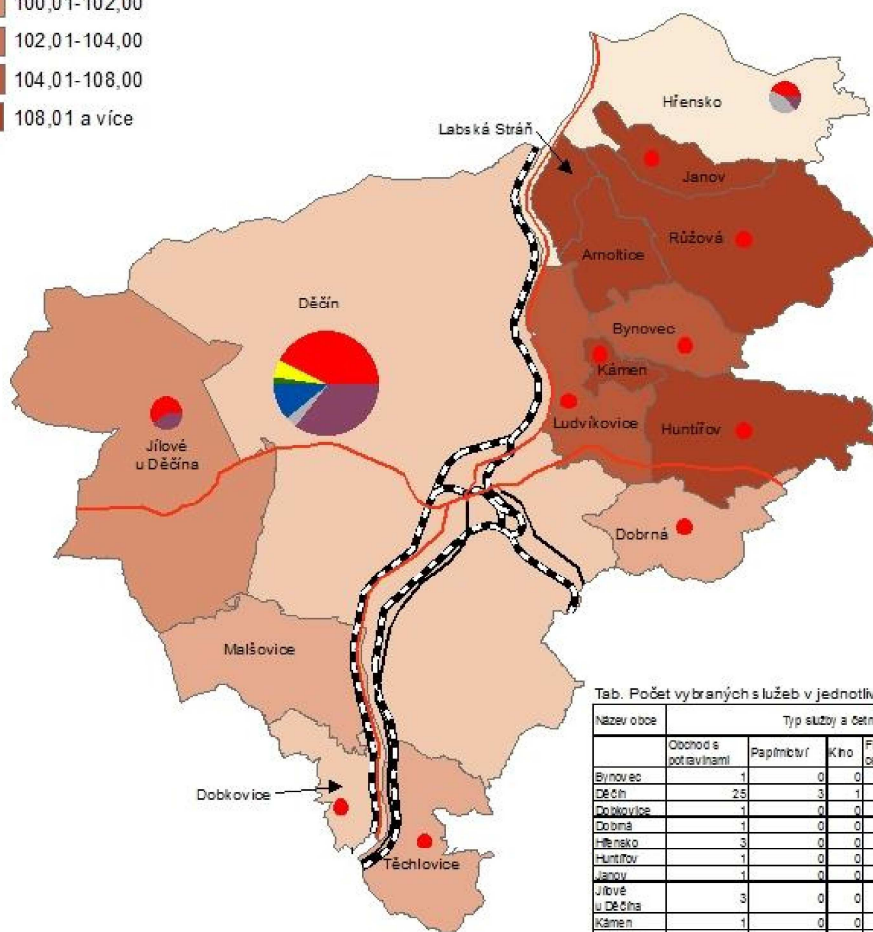 100,01-102,00
102,01-104,00
104,01-108,00
108,01 a více
Hřensko
Labská Stráň
Janov
Růžová
Arnoltice
Děčín
Bynovec
Kámen
Ludvíkovice
Huntířov
Jílové
u Děčína
Dobrná
Malšovice
Dobkovice
Těchlovice
Tab. Počet vybraných služeb v jednotliv
Název obce Typ služby a četn
Obchod s
potravinami Papírnictví Kino
Bynovec 1 0 0
Děčín 25 3 1
Dobkovice 1 0 0
Dobrná 1 0 0
Hřensko 3 0 0
Huntířov 1 0 0
Janov 1 0 0
Jílové
u Děčína 3 0 0
Kámen 1 0 0